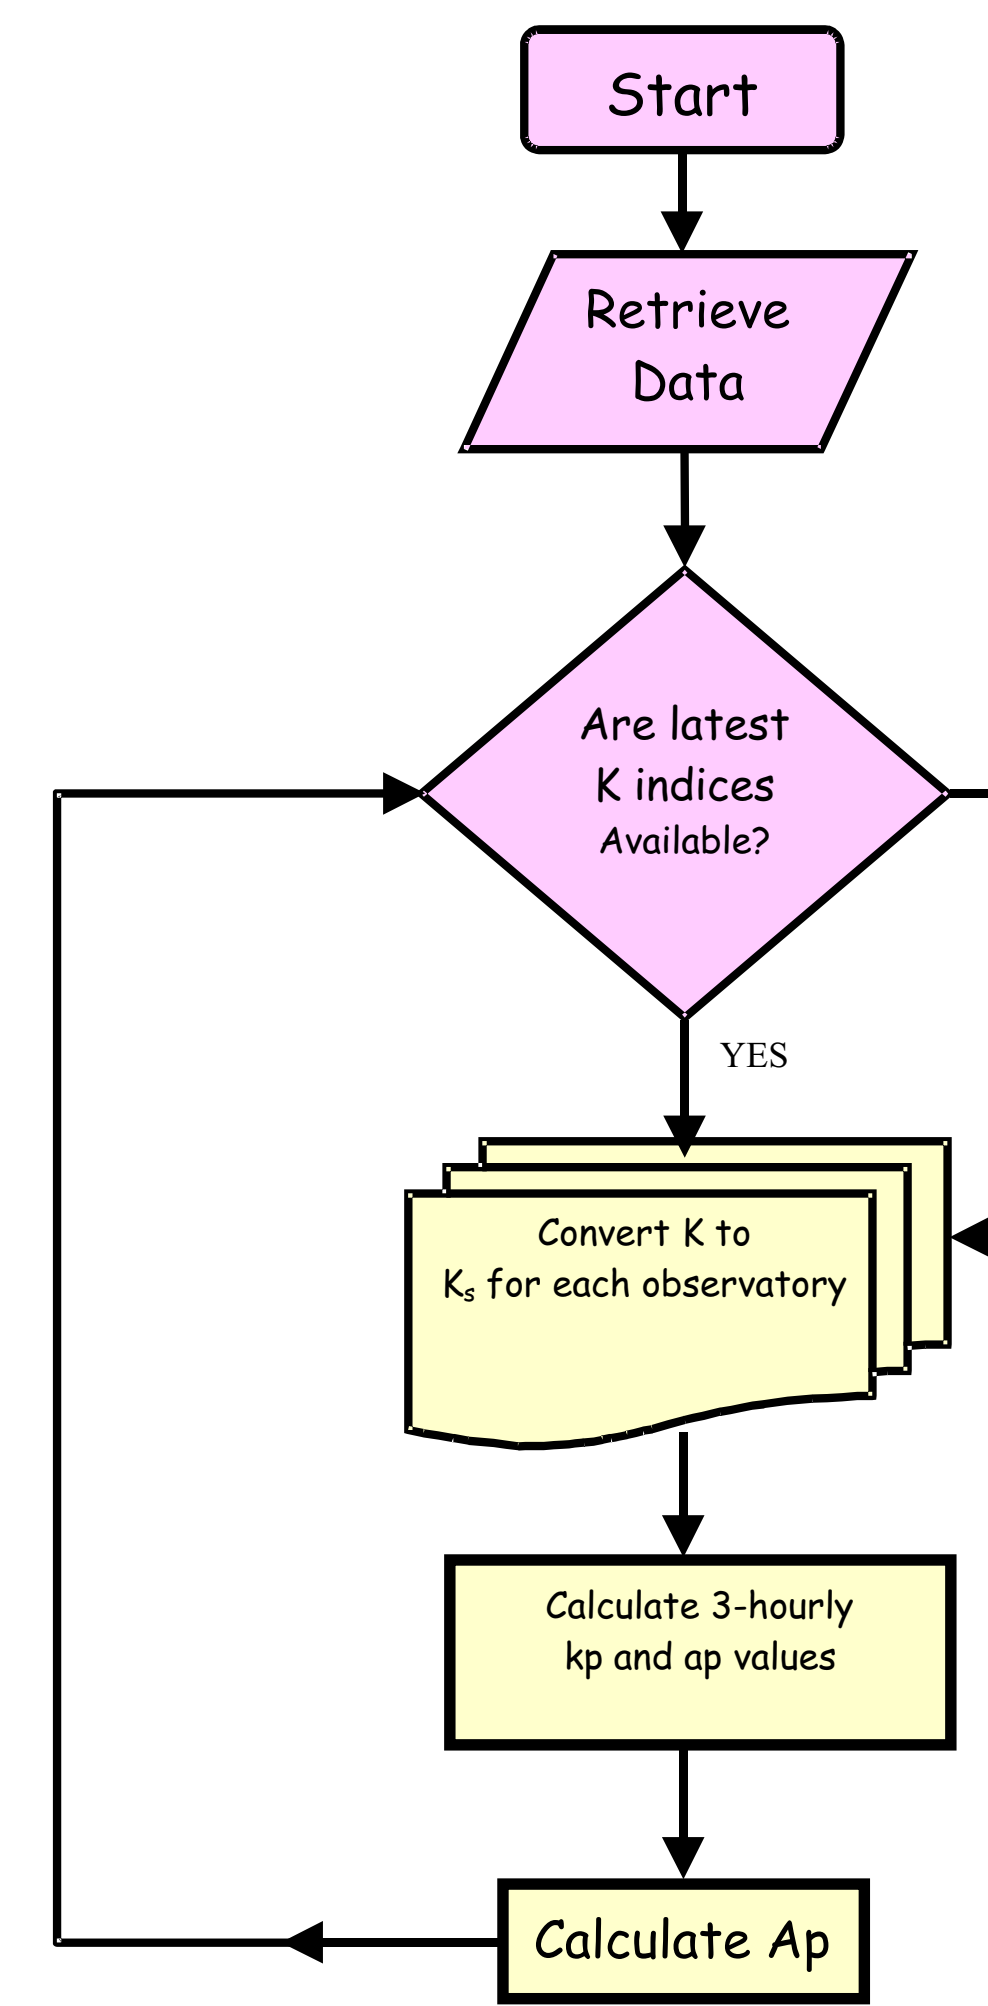 Start
Retrieve
Data
Are latest
K indices
Available?
YES
Convert K to
Kₛ for each observatory
Calculate 3-hourly
kp and ap values
Calculate Ap